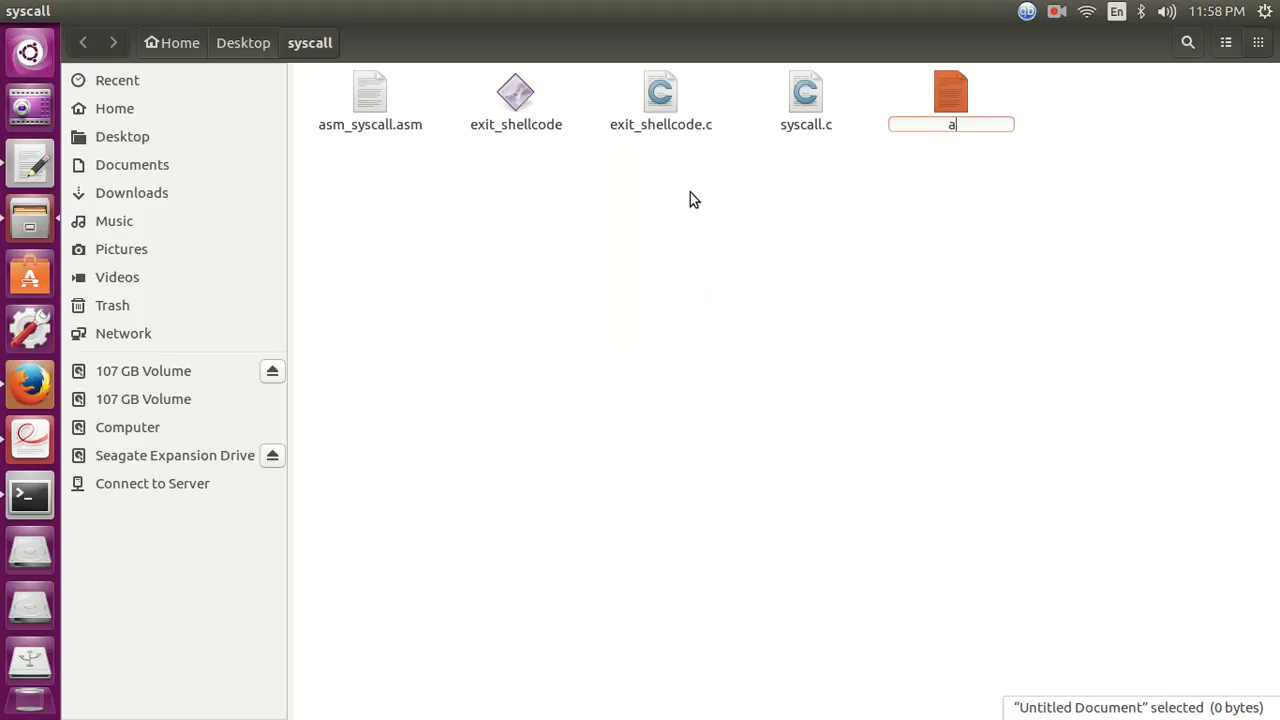 syscall
En
11:58 PM
Home
Desktop
syscall
Recent
Home
Desktop
Documents
Downloads
Music
Pictures
Videos
Trash
Network
107 GB Volume
107 GB Volume
Computer
Seagate Expansion Drive
Connect to Server
asm_syscall.asm
exit_shellcode
exit_shellcode.c
syscall.c
a
“Untitled Document” selected (0 bytes)